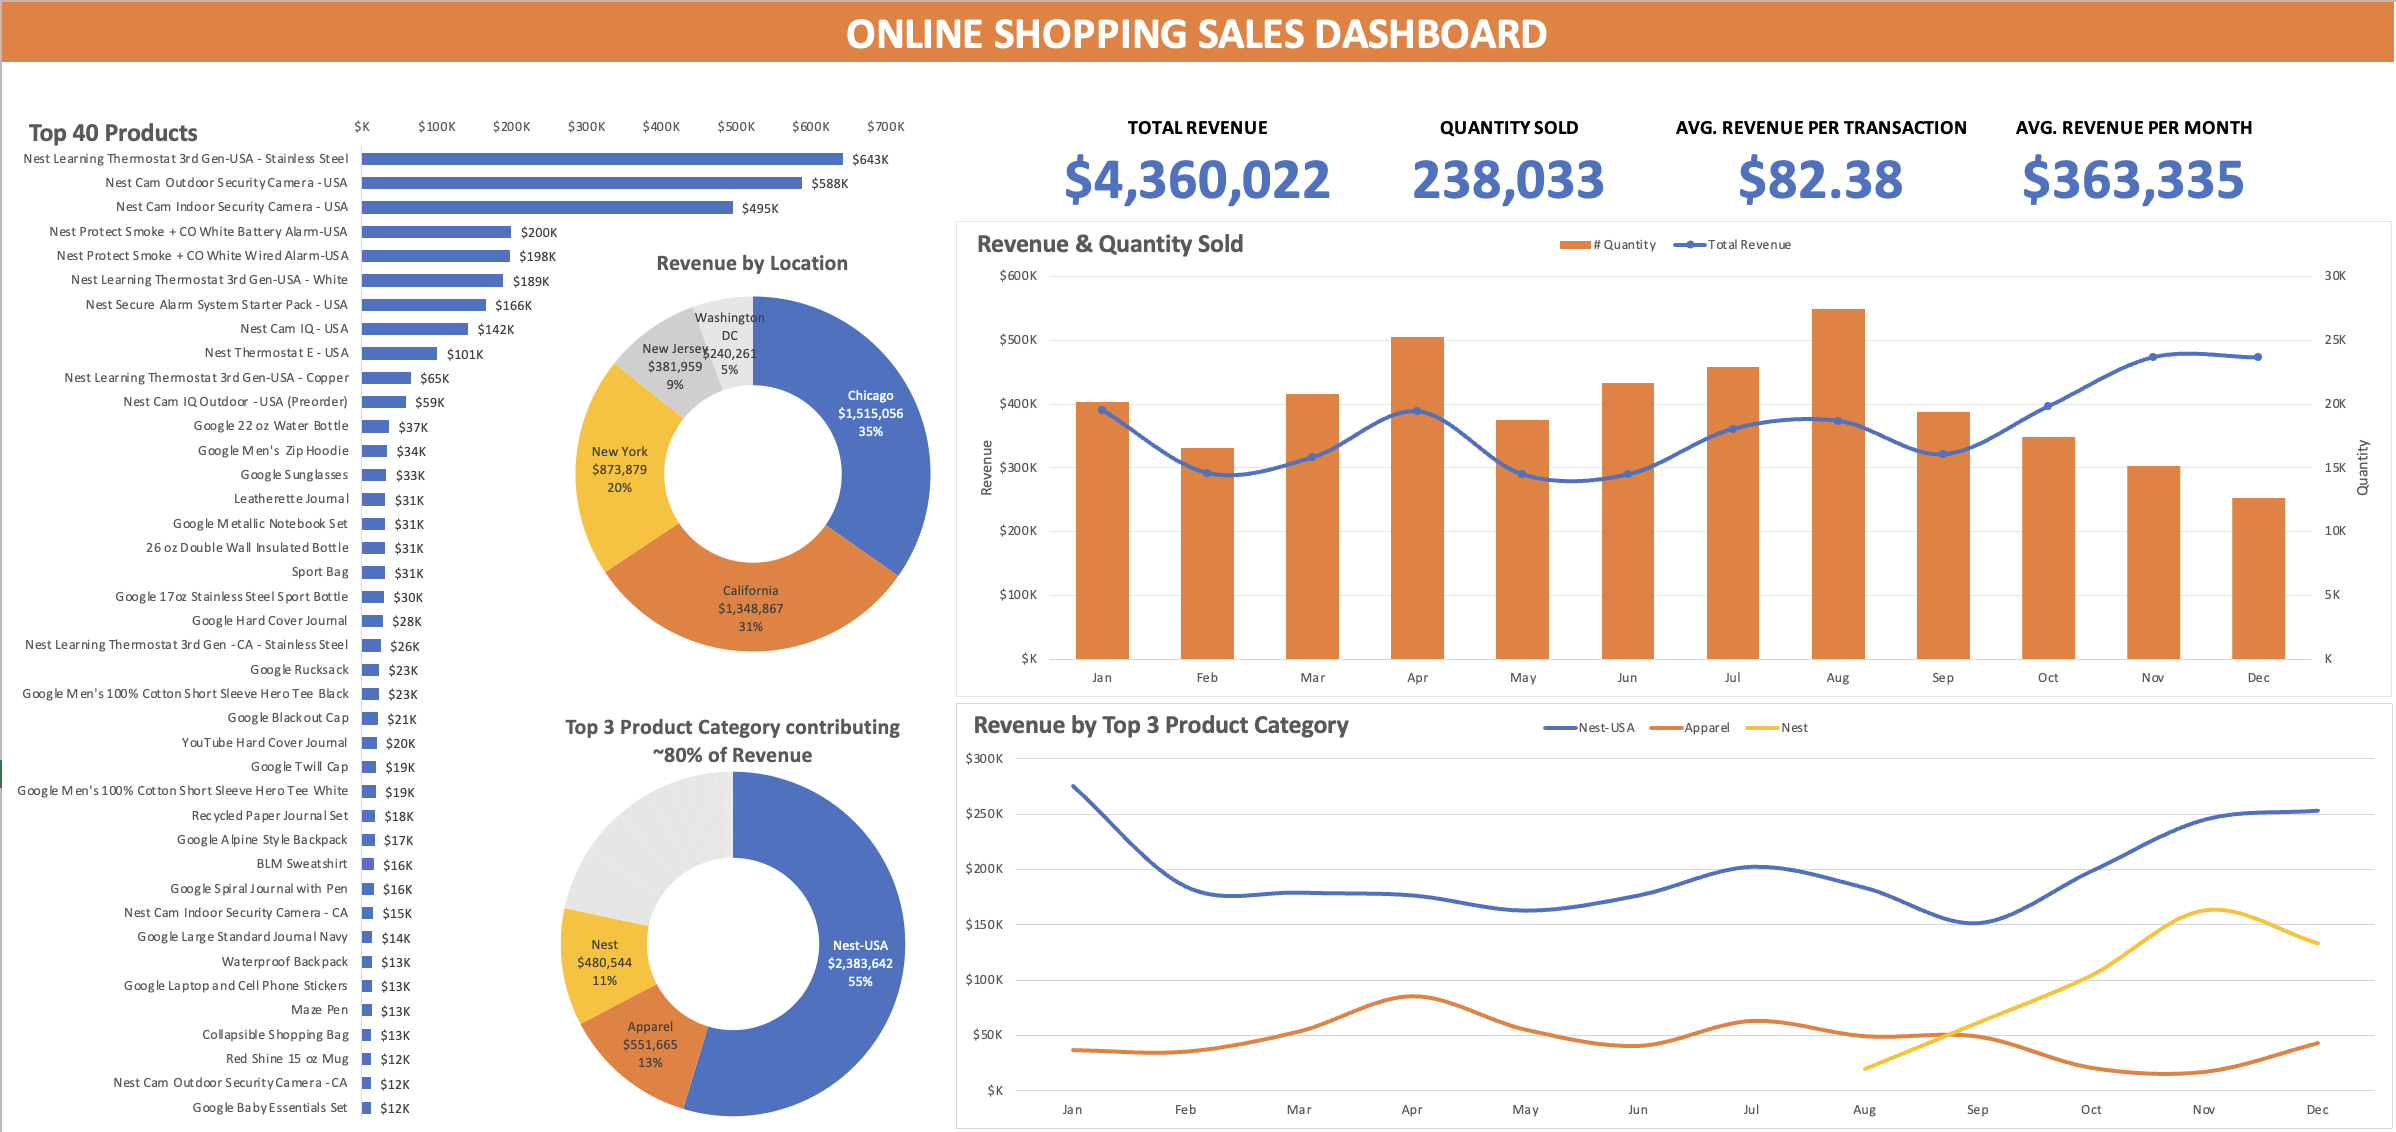 ONLINE SHOPPING SALES DASHBOARD
Top 40 Products
$K $100K $200K $300K $400K $500K $600K $700K
Nest Learning Thermostat 3rd Gen-USA - Stainless Steel $643K
Nest Cam Outdoor Security Camera - USA $588K
Nest Cam Indoor Security Camera - USA $495K
Nest Protect Smoke + CO White Battery Alarm-USA $200K
Nest Protect Smoke + CO White Wired Alarm-USA $198K
Nest Learning Thermostat 3rd Gen-USA - White $189K
Nest Secure Alarm System Starter Pack - USA $166K
Nest Cam IQ - USA $142K
Nest Thermostat E - USA $101K
Nest Learning Thermostat 3rd Gen-USA - Copper $65K
Nest Cam IQ Outdoor - USA (Preorder) $59K
Google 22 oz Water Bottle $37K
Google Men's Zip Hoodie $34K
Google Sunglasses $33K
Leatherette Journal $31K
Google Metallic Notebook Set $31K
26 oz Double Wall Insulated Bottle $31K
Sport Bag $31K
Google 17oz Stainless Steel Sport Bottle $30K
Google Hard Cover Journal $28K
Nest Learning Thermostat 3rd Gen - CA - Stainless Steel $26K
Google Rucksack $23K
Google Men's 100% Cotton Short Sleeve Hero Tee Black $23K
Google Blackout Cap $21K
YouTube Hard Cover Journal $20K
Google Twill Cap $19K
Google Men's 100% Cotton Short Sleeve Hero Tee White $19K
Recycled Paper Journal Set $18K
Google Alpine Style Backpack $17K
BLM Sweatshirt $16K
Google Spiral Journal with Pen $16K
Nest Cam Indoor Security Camera - CA $15K
Google Large Standard Journal Navy $14K
Waterproof Backpack $13K
Google Laptop and Cell Phone Stickers $13K
Maze Pen $13K
Collapsible Shopping Bag $13K
Red Shine 15 oz Mug $12K
Nest Cam Outdoor Security Camera - CA $12K
Google Baby Essentials Set $12K
Revenue by Location
Washington
DC
$240,261
5%
New Jersey
$381,959
9%
Chicago
$1,515,056
35%
New York
$873,879
20%
California
$1,348,867
31%
Top 3 Product Category contributing
~80% of Revenue
Nest-USA
$2,383,642
55%
Nest
$480,544
11%
Apparel
$551,665
13%
TOTAL REVENUE
$4,360,022
QUANTITY SOLD
238,033
AVG. REVENUE PER TRANSACTION
$82.38
AVG. REVENUE PER MONTH
$363,335
Revenue & Quantity Sold
# Quantity Total Revenue
$600K 30K
$500K 25K
$400K 20K
$300K 15K
$200K 10K
$100K 5K
$K K
Revenue
Quantity
Jan Feb Mar Apr May Jun Jul Aug Sep Oct Nov Dec
Revenue by Top 3 Product Category
Nest-USA Apparel Nest
$300K
$250K
$200K
$150K
$100K
$50K
$K
Jan Feb Mar Apr May Jun Jul Aug Sep Oct Nov Dec